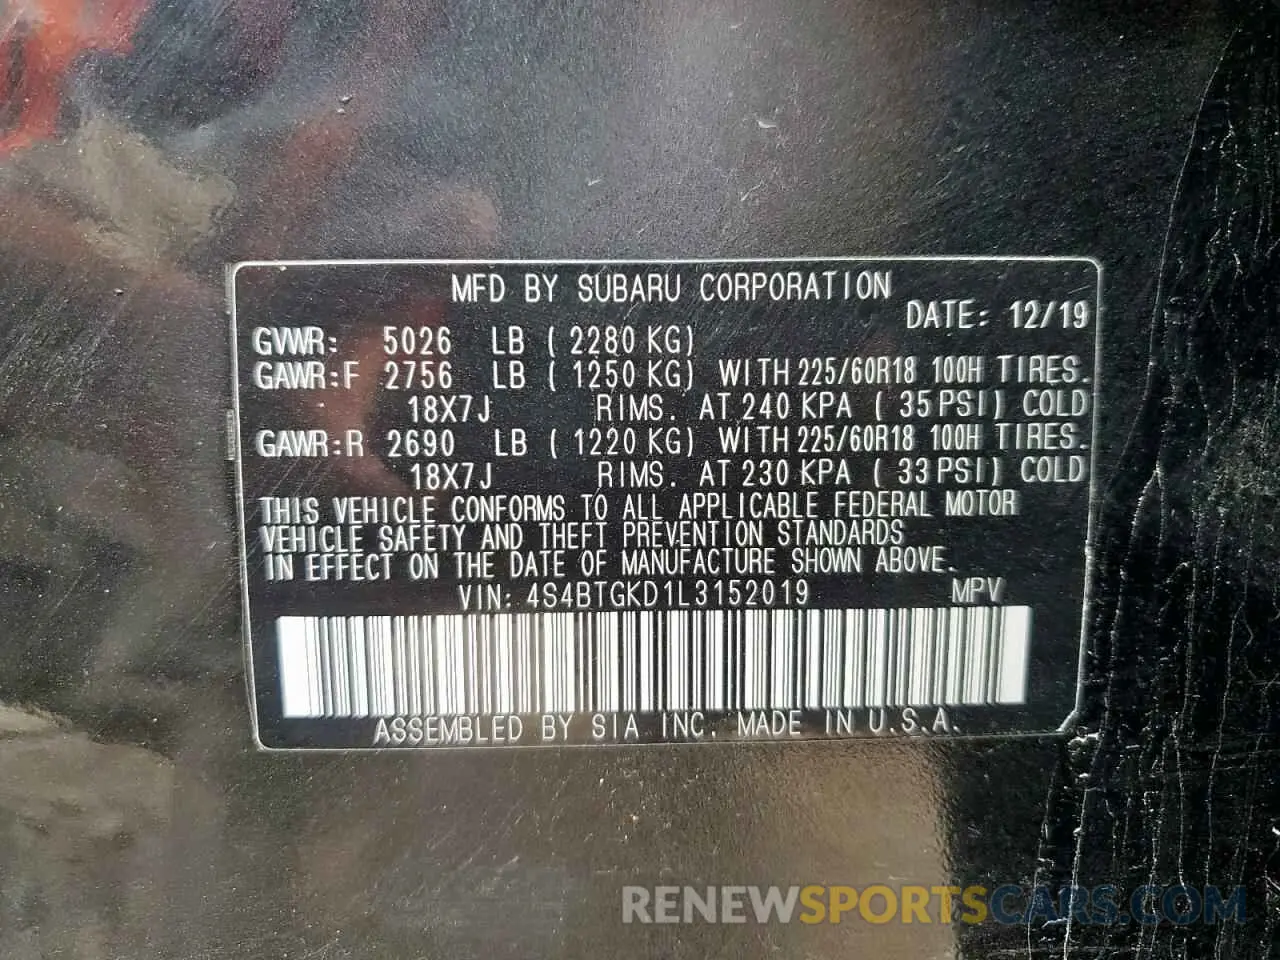 MFD BY SUBARU CORPORATION
DATE: 12/19
GVWR: 5026 LB ( 2280 KG)
GAWR:F 2756 LB ( 1250 KG) WITH 225/60R18 100H TIRES.
18X7J RIMS. AT 240 KPA ( 35 PSI) COLD
GAWR:R 2690 LB ( 1220 KG) WITH 225/60R18 100H TIRES.
18X7J RIMS. AT 230 KPA ( 33 PSI) COLD
THIS VEHICLE CONFORMS TO ALL APPLICABLE FEDERAL MOTOR
VEHICLE SAFETY AND THEFT PREVENTION STANDARDS
IN EFFECT ON THE DATE OF MANUFACTURE SHOWN ABOVE.
VIN: 4S4BTGKD1L3152019 MPV
ASSEMBLED BY SIA INC. MADE IN U.S.A.
RENEWSPORTSCARS.COM